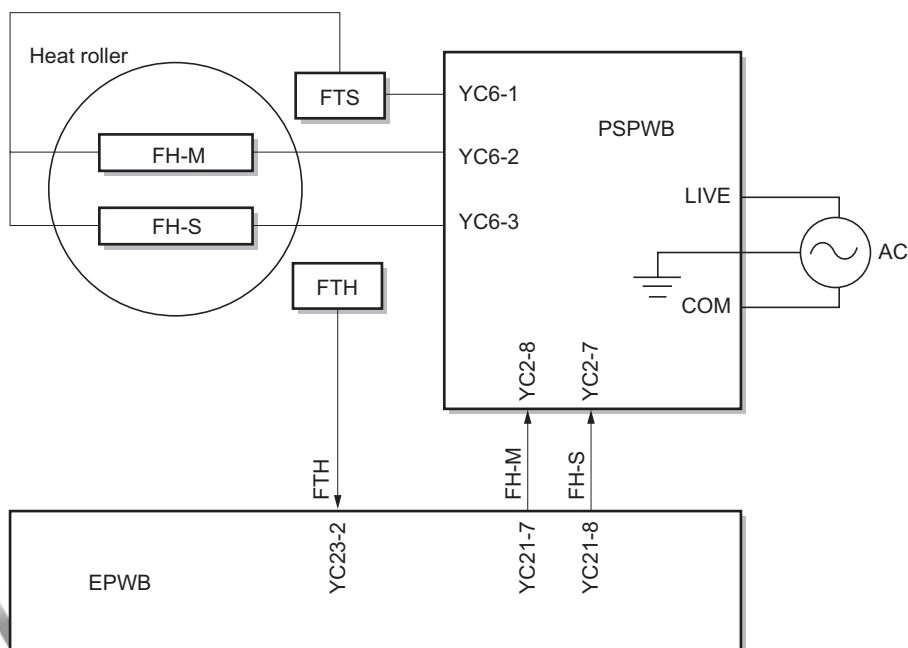 Heat roller
FTS
YC6-1
PSPWB
FH-M
YC6-2
LIVE
FH-S
YC6-3
AC
FTH
COM
YC2-8
YC2-7
FTH
FH-M
FH-S
YC23-2
YC21-7
YC21-8
EPWB